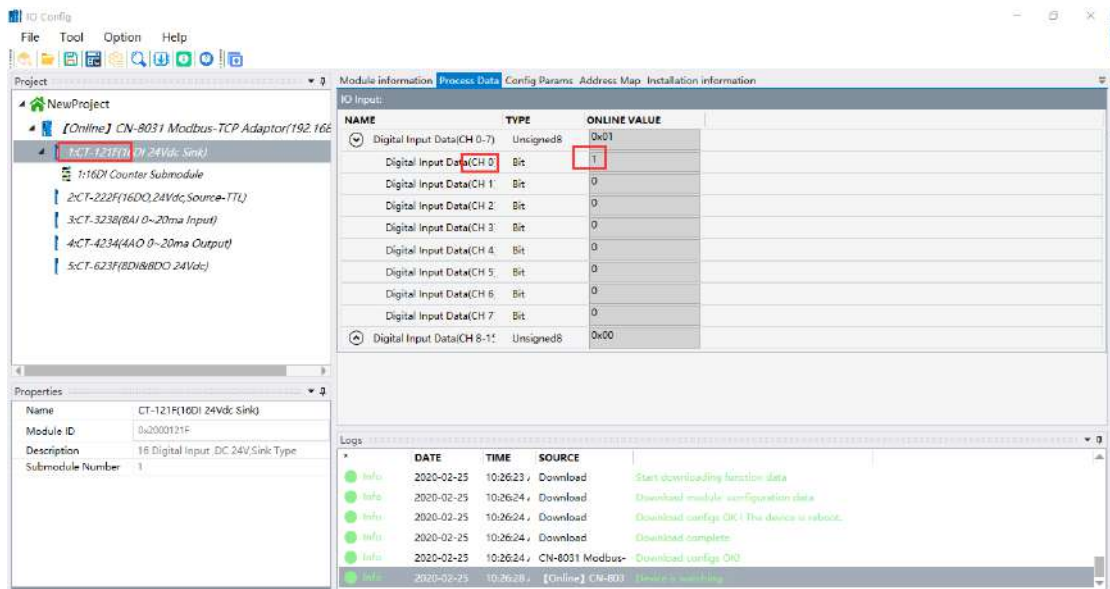 IO Config
File Tool Option Help
Project
NewProject
【Online】CN-8031 Modbus-TCP Adaptor(192.168
1:CT-121F(16DI 24Vdc Sink)
1:16DI Counter Submodule
2:CT-222F(16DO,24Vdc,Source-TTL)
3:CT-3238(8AI 0~20ma Input)
4:CT-4234(4AO 0~20ma Output)
5:CT-623F(8DI&8DO 24Vdc)
Properties
Name CT-121F(16DI 24Vdc Sink)
Module ID 0x2000121F
Description 16 Digital Input ,DC 24V,Sink Type
Submodule Number 1
Module information Process Data Config Params Address Map Installation information
IO Input:
NAME TYPE ONLINE VALUE
Digital Input Data(CH 0-7) Unsigned8 0x01
Digital Input Data(CH 0 Bit 1
Digital Input Data(CH 1 Bit 0
Digital Input Data(CH 2 Bit 0
Digital Input Data(CH 3 Bit 0
Digital Input Data(CH 4 Bit 0
Digital Input Data(CH 5 Bit 0
Digital Input Data(CH 6 Bit 0
Digital Input Data(CH 7 Bit 0
Digital Input Data(CH 8-1 Unsigned8 0x00
Logs
DATE TIME SOURCE
Info 2020-02-25 10:26:23 Download Start downloading function data
Info 2020-02-25 10:26:24 Download Download module configuration data
Info 2020-02-25 10:26:24 Download Download configs OK! The device is reboot.
Info 2020-02-25 10:26:24 Download Download complete
Info 2020-02-25 10:26:24 CN-8031 Modbus- Download configs OK!
Info 2020-02-25 10:26:28 【Online】CN-803 Device is watching